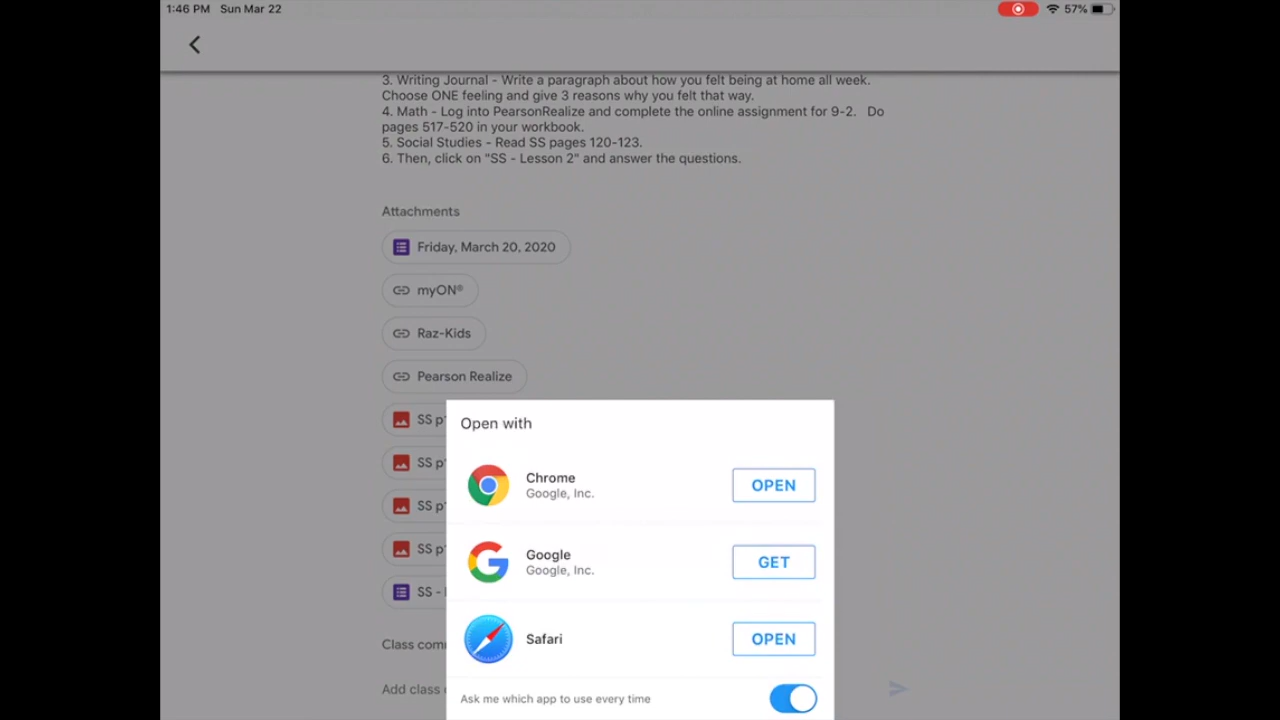 1:46 PM Sun Mar 22
57%
3. Writing Journal - Write a paragraph about how you felt being at home all week.
Choose ONE feeling and give 3 reasons why you felt that way.
4. Math - Log into PearsonRealize and complete the online assignment for 9-2. Do
pages 517-520 in your workbook.
5. Social Studies - Read SS pages 120-123.
6. Then, click on "SS - Lesson 2" and answer the questions.
Attachments
Friday, March 20, 2020
myON®
Raz-Kids
Pearson Realize
SS
SS
SS
SS
SS -
Class
Add class
Open with
Chrome
Google, Inc.
OPEN
Google
Google, Inc.
GET
Safari
OPEN
Ask me which app to use every time